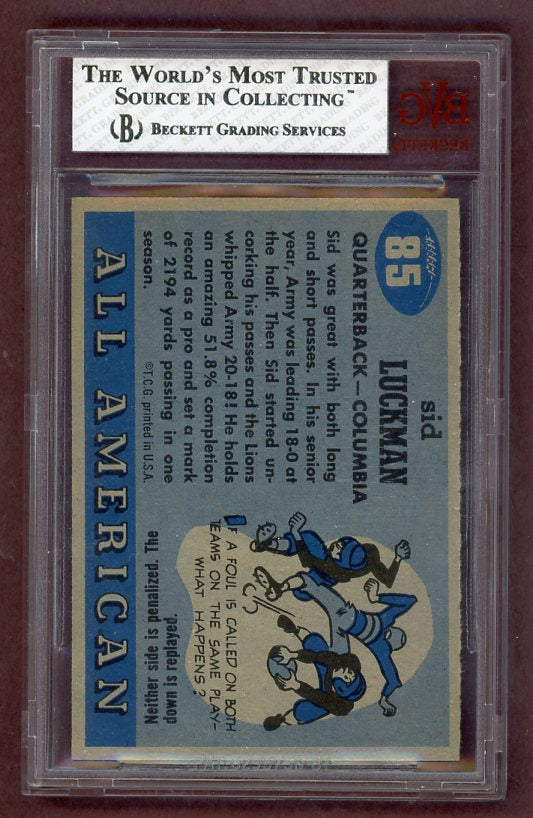 THE WORLD'S MOST TRUSTED
SOURCE IN COLLECTING™
(B) BECKETT GRADING SERVICES
BVG
BECKETT
85
sid
LUCKMAN
QUARTERBACK—COLUMBIA
Sid was great with both long
and short passes. In his senior
year, Army was leading 18-0 at
the half. Then Sid started un-
corking his passes and the Lions
whipped Army 20-18! He holds
an amazing 51.8% completion
record as a pro and set a mark
of 2194 yards passing in one
season.
©T.C.G. printed in U.S.A.
IF A FOUL IS CALLED ON BOTH
TEAMS ON THE SAME PLAY—
WHAT HAPPENS?
Neither side is penalized. The
down is replayed.
ALL AMERICAN